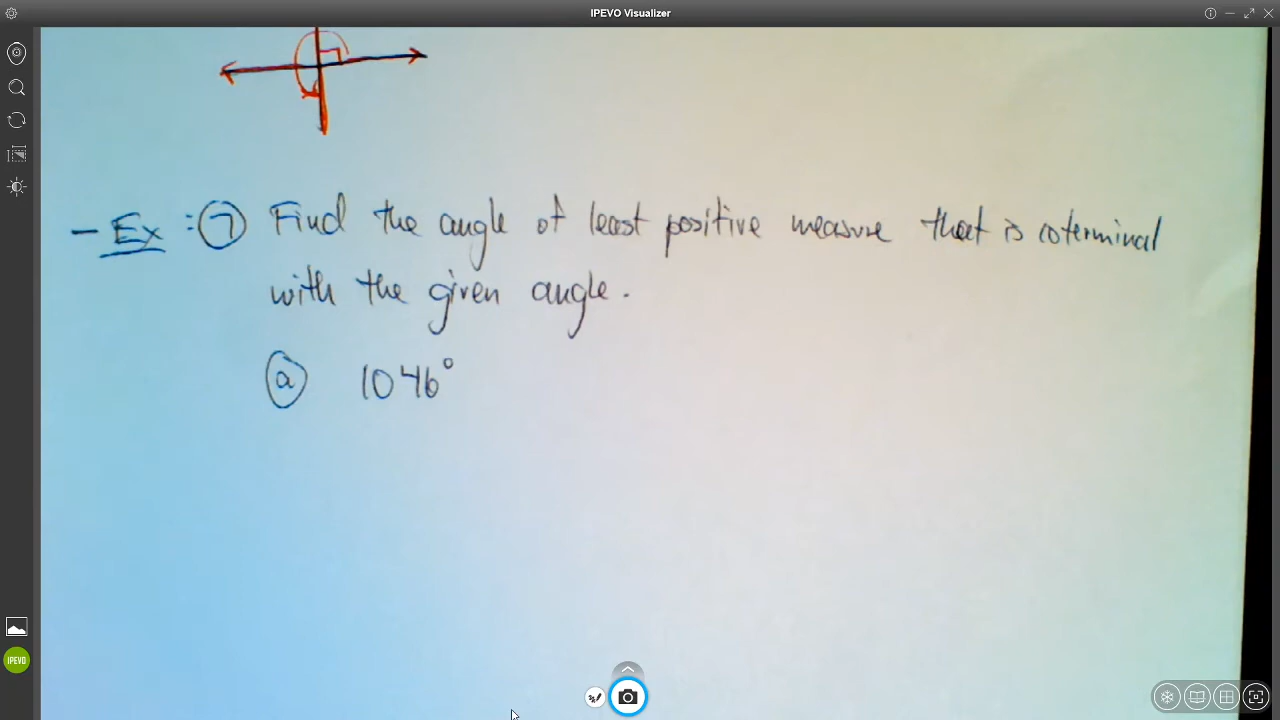 IPEVO Visualizer
- Ex : 7 Find the angle of least positive measure that is coterminal
with the given angle.
a 1046°
IPEVO